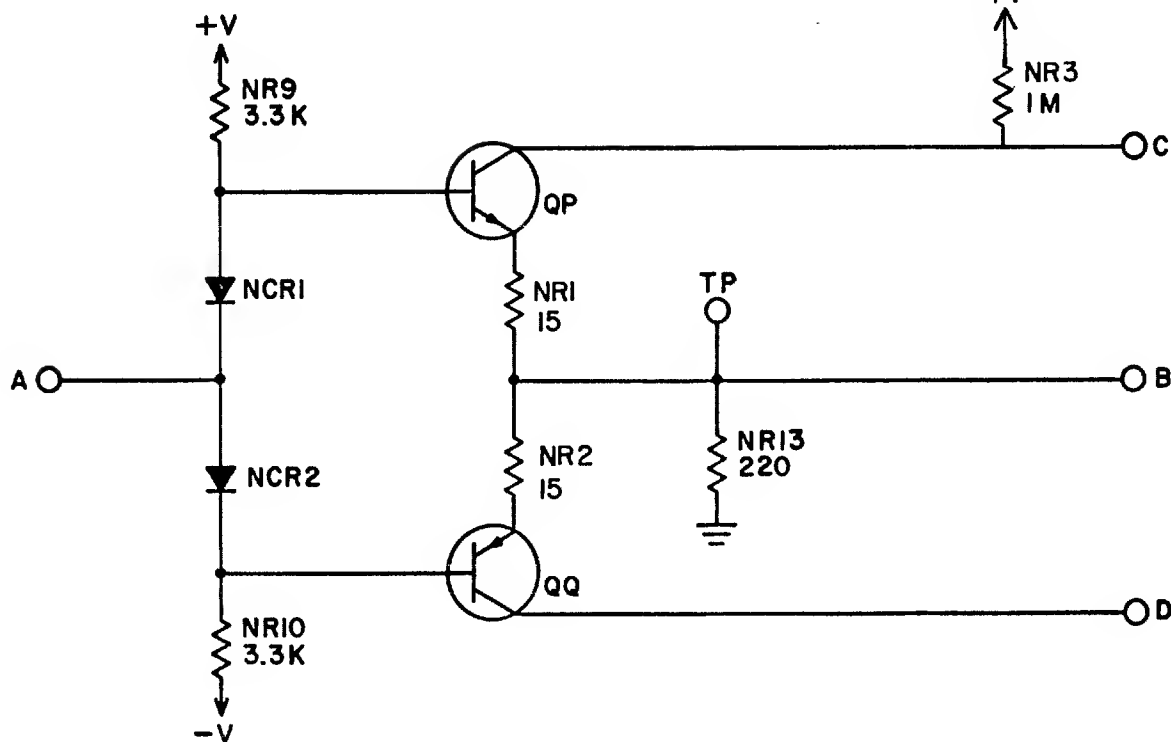 +V
NR9
3.3K
NR3
1M
C
QP
NCR1
NR1
15
TP
A
B
NCR2
NR2
15
NR13
220
QQ
D
NR10
3.3K
-V